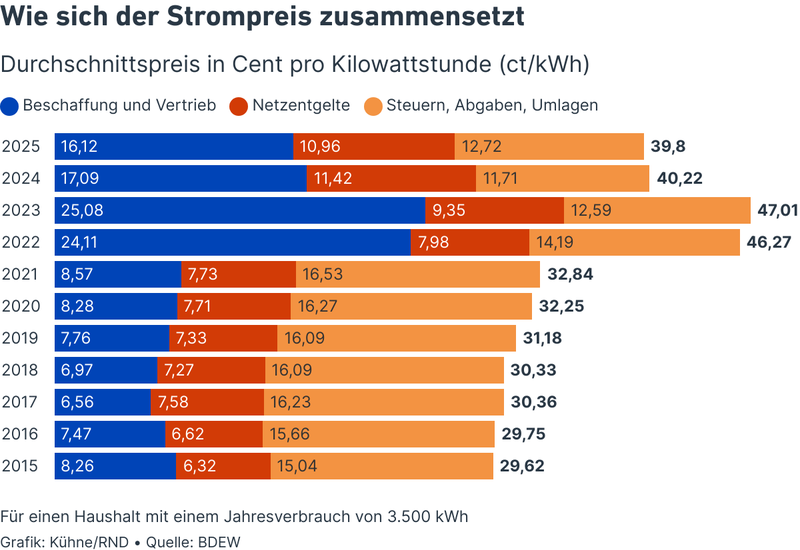 Wie sich der Strompreis zusammensetzt
Durchschnittspreis in Cent pro Kilowattstunde (ct/kWh)
Beschaffung und Vertrieb Netzentgelte Steuern, Abgaben, Umlagen
2025 16,12 10,96 12,72 39,8
2024 17,09 11,42 11,71 40,22
2023 25,08 9,35 12,59 47,01
2022 24,11 7,98 14,19 46,27
2021 8,57 7,73 16,53 32,84
2020 8,28 7,71 16,27 32,25
2019 7,76 7,33 16,09 31,18
2018 6,97 7,27 16,09 30,33
2017 6,56 7,58 16,23 30,36
2016 7,47 6,62 15,66 29,75
2015 8,26 6,32 15,04 29,62
Für einen Haushalt mit einem Jahresverbrauch von 3.500 kWh
Grafik: Kühne/RND • Quelle: BDEW